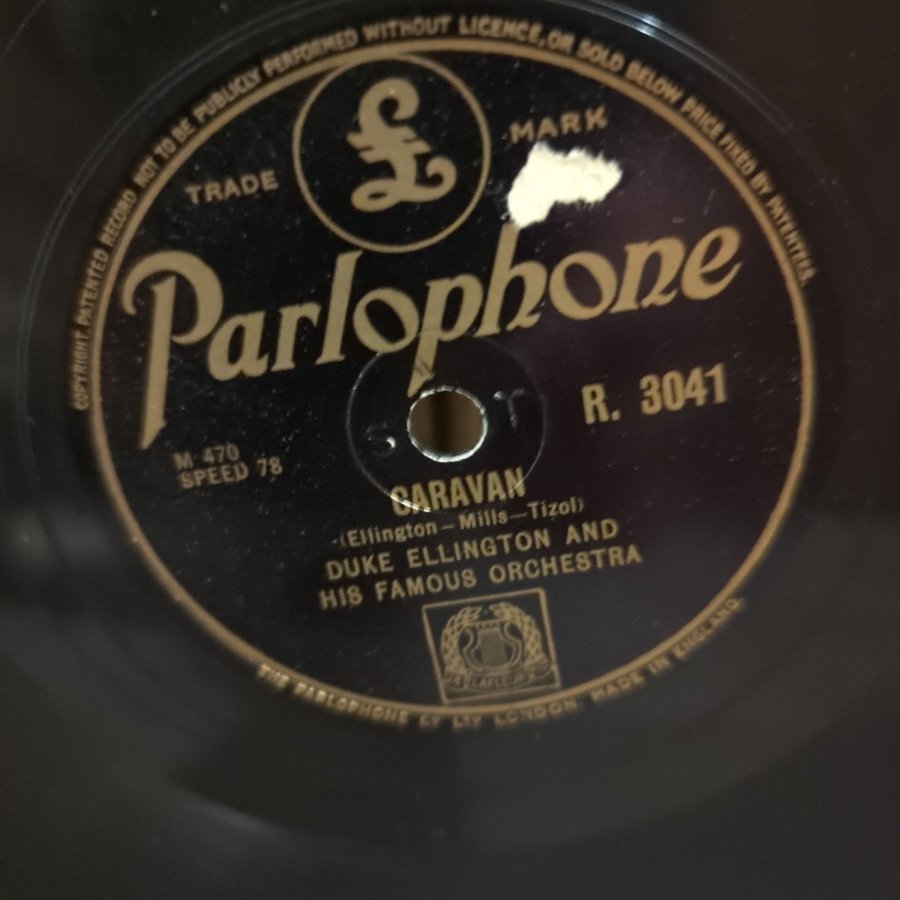 COPYRIGHT. PATENTED RECORD NOT TO BE PUBLICLY PERFORMED WITHOUT LICENCE, OR SOLD BELOW PRICE FIXED BY PATENTEES.
TRADE £ MARK
Parlophone
R. 3041
S T
M 470
SPEED 78
CARAVAN
(Ellington—Mills—Tizol)
DUKE ELLINGTON AND
HIS FAMOUS ORCHESTRA
THE PARLOPHONE Cy LTD LONDON. MADE IN ENGLAND